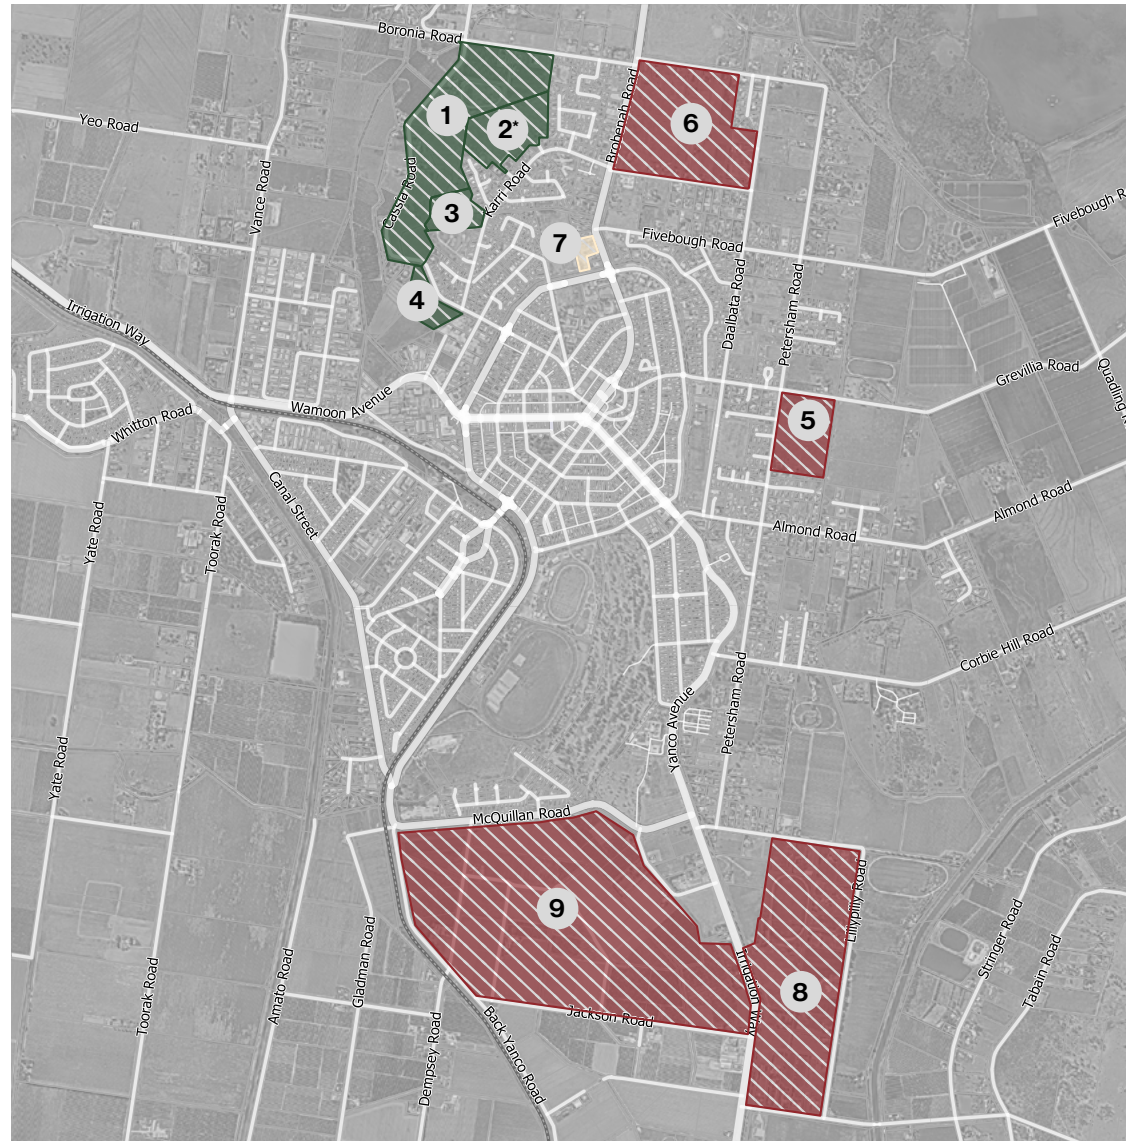 Boronia Road
Yeo Road
Vance Road
Cassia Road
Karri Road
Brobenah Road
1
2*
3
4
6
7
Fivebough Road
Fivebough R
Daalbata Road
Petersham Road
Irrigation Way
Wamoon Avenue
Whitton Road
Grevillia Road
Quadling R
5
Canal Street
Yate Road
Toorak Road
Almond Road
Almond Road
Corbie Hill Road
Petersham Road
Yanco Avenue
Yate Road
McQuillan Road
9
Lillypilly Road
Irrigation Way
8
Stringer Road
Tabain Road
Toorak Road
Amato Road
Gladman Road
Dempsey Road
Back Yanco Road
Jackson Road